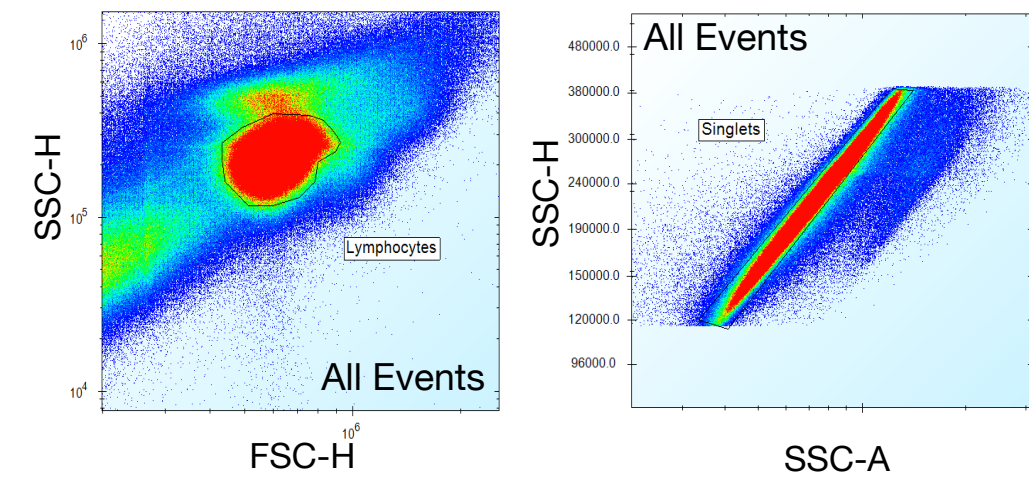 10^6
10^5
10^4
SSC-H
Lymphocytes
All Events
10^6
FSC-H
All Events
480000.0
380000.0
300000.0
240000.0
190000.0
150000.0
120000.0
96000.0
SSC-H
Singlets
SSC-A